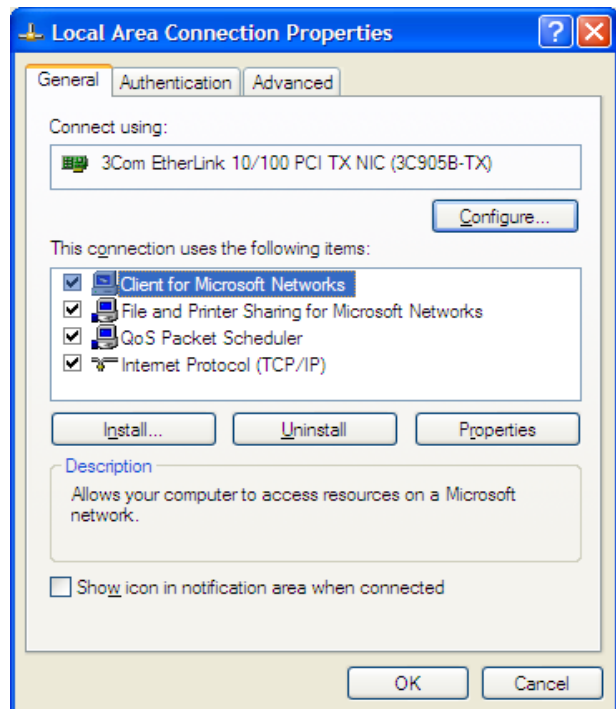 Local Area Connection Properties
General Authentication Advanced
Connect using:
3Com EtherLink 10/100 PCI TX NIC (3C905B-TX)
Configure...
This connection uses the following items:
Client for Microsoft Networks
File and Printer Sharing for Microsoft Networks
QoS Packet Scheduler
Internet Protocol (TCP/IP)
Install... Uninstall Properties
Description
Allows your computer to access resources on a Microsoft
network.
Show icon in notification area when connected
OK Cancel